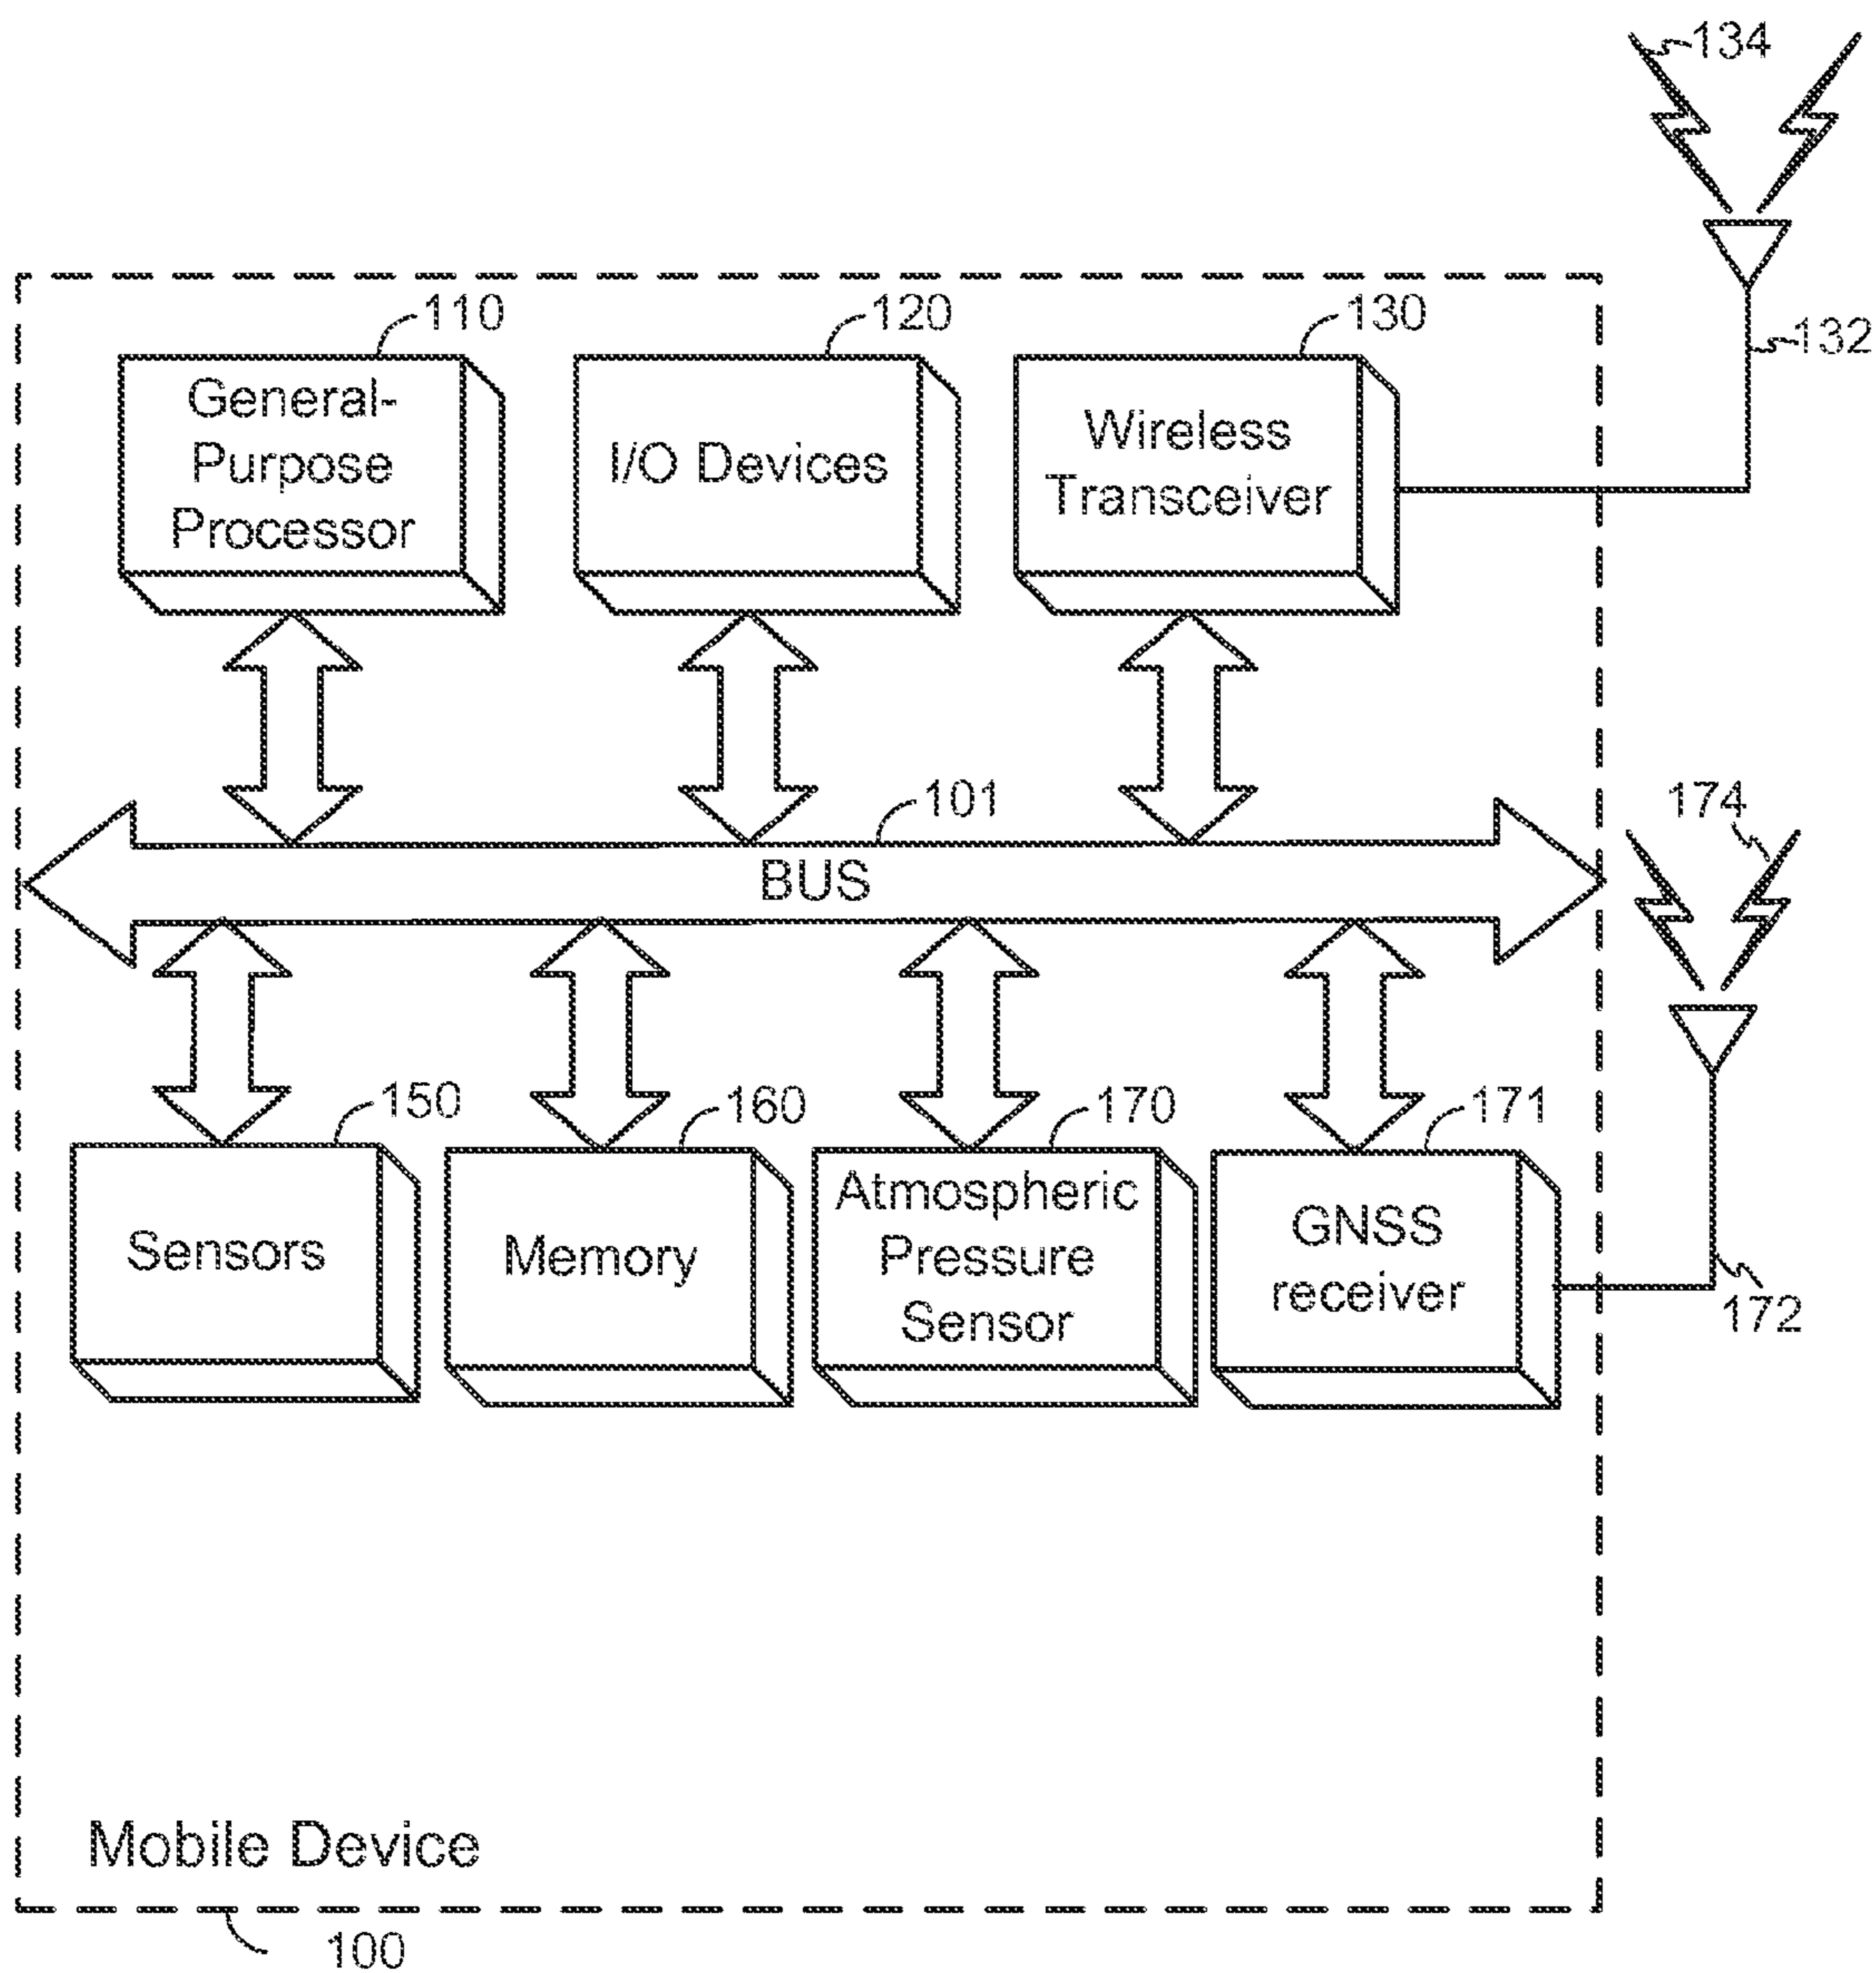 134
110
120
130
132
General-
Purpose
Processor
I/O Devices
Wireless
Transceiver
101
174
BUS
150
160
170
171
Sensors
Memory
Atmospheric
Pressure
Sensor
GNSS
receiver
172
Mobile Device
100